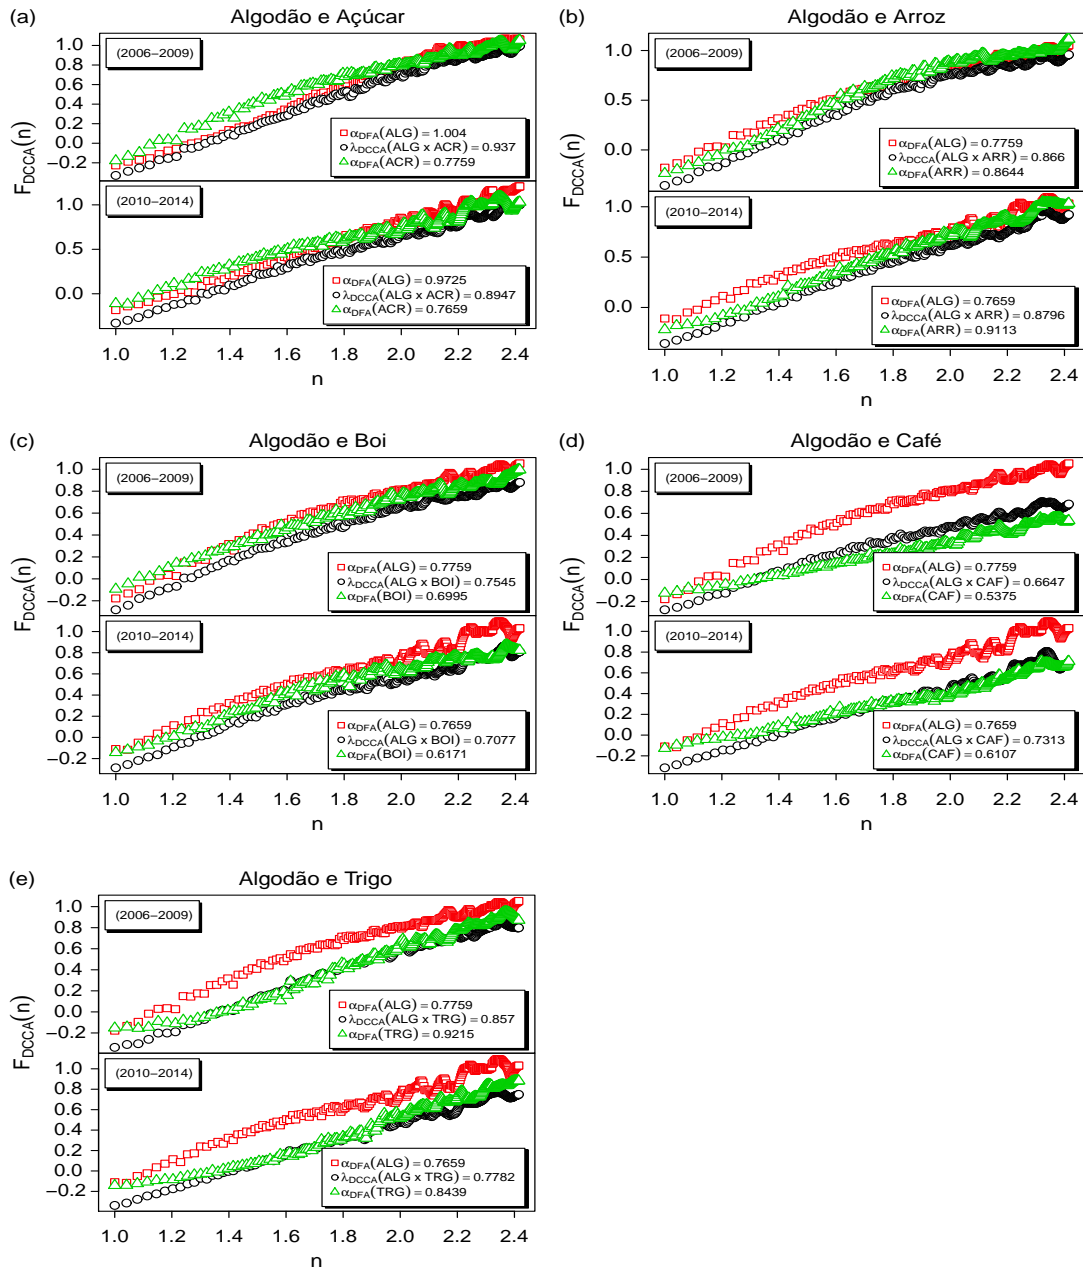 (a) Algodão e Açúcar
(2006−2009)
1.0
0.8
0.6
0.4
0.2
0.0
−0.2
αDFA(ALG) = 1.004
λDCCA(ALG x ACR) = 0.937
αDFA(ACR) = 0.7759
FDCCA(n)
(2010−2014)
1.0
0.5
0.0
αDFA(ALG) = 0.9725
λDCCA(ALG x ACR) = 0.8947
αDFA(ACR) = 0.7659
1.0 1.2 1.4 1.6 1.8 2.0 2.2 2.4
n
(b) Algodão e Arroz
(2006−2009)
1.0
0.5
0.0
αDFA(ALG) = 0.7759
λDCCA(ALG x ARR) = 0.866
αDFA(ARR) = 0.8644
(2010−2014)
1.0
0.5
0.0
αDFA(ALG) = 0.7659
λDCCA(ALG x ARR) = 0.8796
αDFA(ARR) = 0.9113
1.0 1.2 1.4 1.6 1.8 2.0 2.2 2.4
n
(c) Algodão e Boi
(2006−2009)
1.0
0.8
0.6
0.4
0.2
0.0
−0.2
αDFA(ALG) = 0.7759
λDCCA(ALG x BOI) = 0.7545
αDFA(BOI) = 0.6995
FDCCA(n)
(2010−2014)
1.0
0.8
0.6
0.4
0.2
0.0
−0.2
αDFA(ALG) = 0.7659
λDCCA(ALG x BOI) = 0.7077
αDFA(BOI) = 0.6171
1.0 1.2 1.4 1.6 1.8 2.0 2.2 2.4
n
(d) Algodão e Café
(2006−2009)
1.0
0.8
0.6
0.4
0.2
0.0
−0.2
αDFA(ALG) = 0.7759
λDCCA(ALG x CAF) = 0.6647
αDFA(CAF) = 0.5375
(2010−2014)
1.0
0.8
0.6
0.4
0.2
0.0
−0.2
αDFA(ALG) = 0.7659
λDCCA(ALG x CAF) = 0.7313
αDFA(CAF) = 0.6107
1.0 1.2 1.4 1.6 1.8 2.0 2.2 2.4
n
(e) Algodão e Trigo
(2006−2009)
1.0
0.8
0.6
0.4
0.2
0.0
−0.2
αDFA(ALG) = 0.7759
λDCCA(ALG x TRG) = 0.857
αDFA(TRG) = 0.9215
FDCCA(n)
(2010−2014)
1.0
0.8
0.6
0.4
0.2
0.0
−0.2
αDFA(ALG) = 0.7659
λDCCA(ALG x TRG) = 0.7782
αDFA(TRG) = 0.8439
1.0 1.2 1.4 1.6 1.8 2.0 2.2 2.4
n